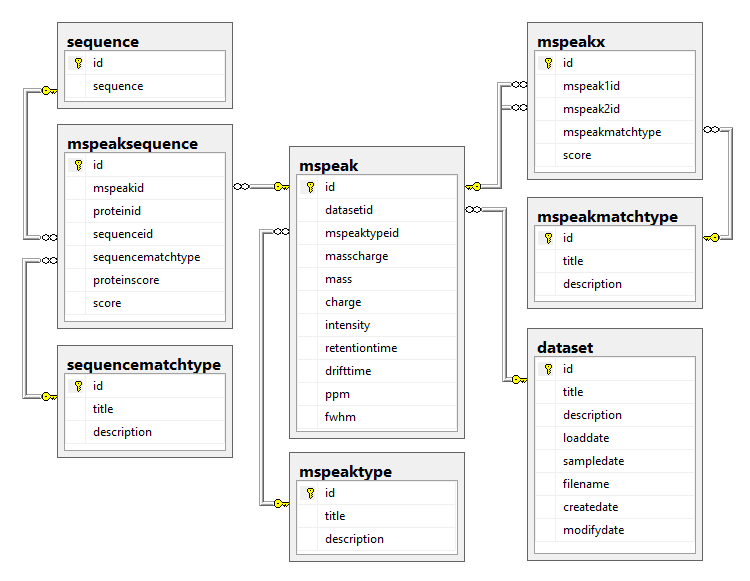 sequence
id
sequence
mspeaksequence
id
mspeakid
proteinid
sequenceid
sequencematchtype
proteinscore
score
sequencematchtype
id
title
description
mspeak
id
datasetid
mspeaktypeid
masscharge
mass
charge
intensity
retentiontime
drifttime
ppm
fwhm
mspeaktype
id
title
description
mspeakx
id
mspeak1id
mspeak2id
mspeakmatchtype
score
mspeakmatchtype
id
title
description
dataset
id
title
description
loaddate
sampledate
filename
createdate
modifydate